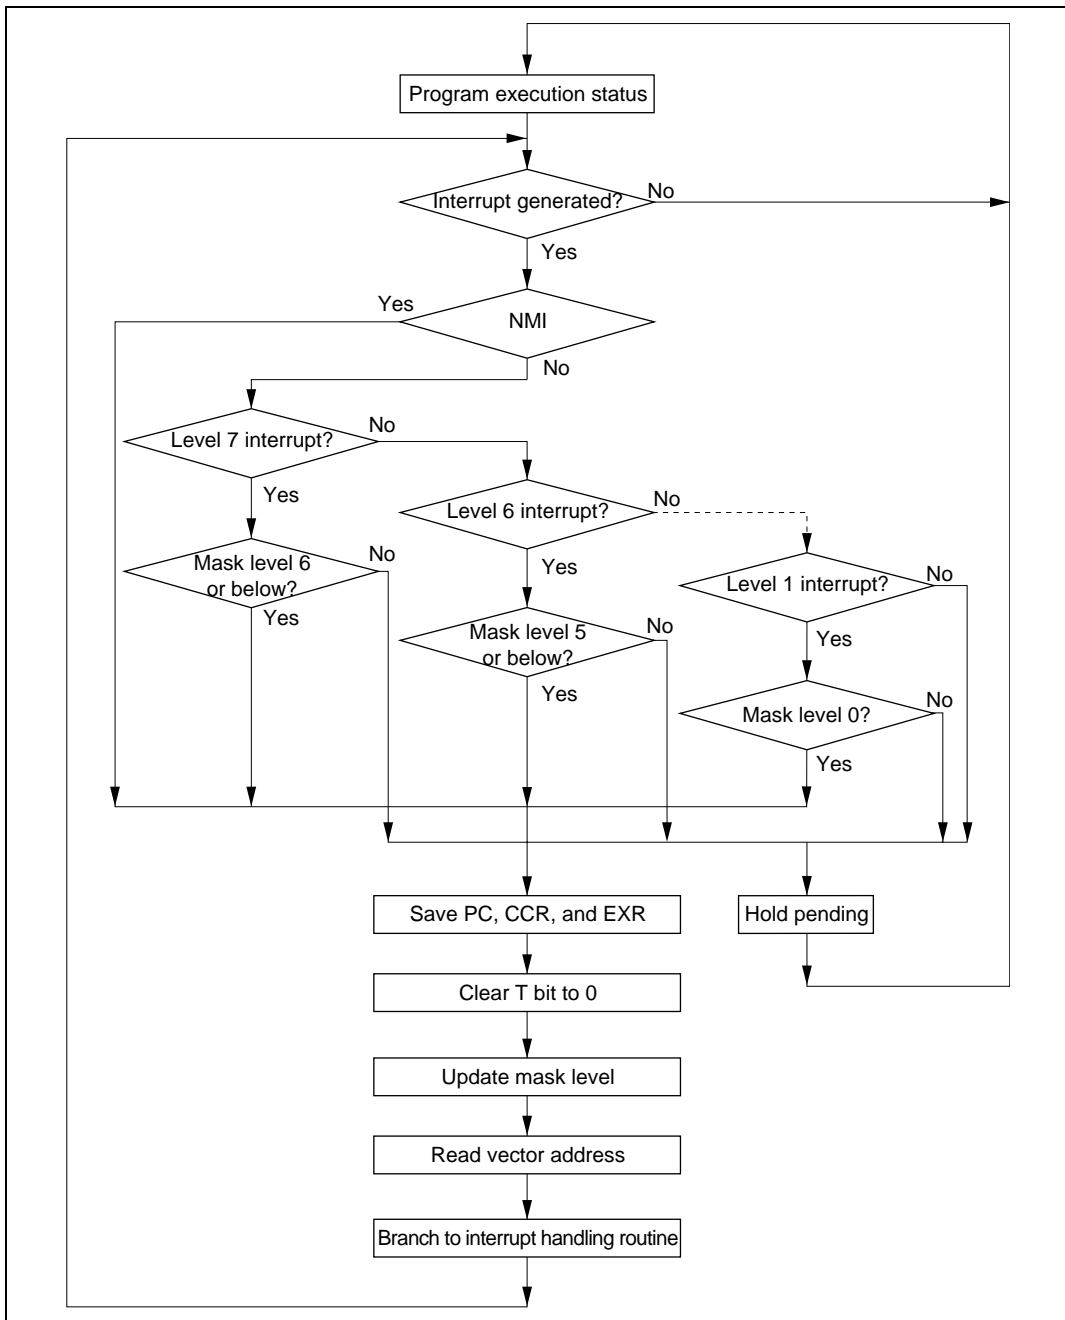 Program execution status
Interrupt generated?
No
Yes
Yes
NMI
No
Level 7 interrupt?
No
Yes
Level 6 interrupt?
No
Mask level 6
or below?
No
Yes
Yes
Level 1 interrupt?
No
Mask level 5
or below?
No
Yes
Yes
Mask level 0?
No
Yes
Save PC, CCR, and EXR
Hold pending
Clear T bit to 0
Update mask level
Read vector address
Branch to interrupt handling routine